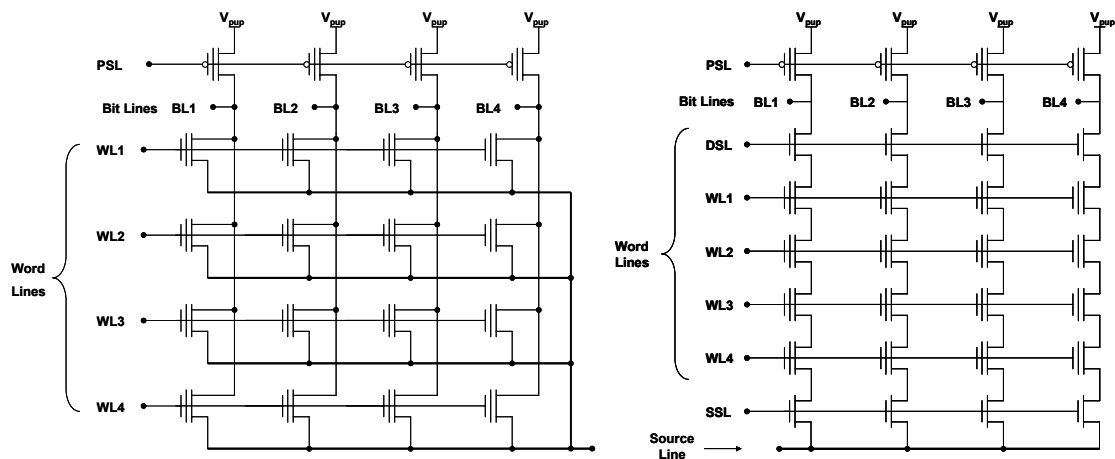 Vpup Vpup Vpup Vpup
PSL
Bit Lines BL1 BL2 BL3 BL4
WL1
WL2
Word
Lines
WL3
WL4
Vpup Vpup Vpup Vpup
PSL
Bit Lines BL1 BL2 BL3 BL4
DSL
WL1
Word
Lines
WL2
WL3
WL4
SSL
Source
Line